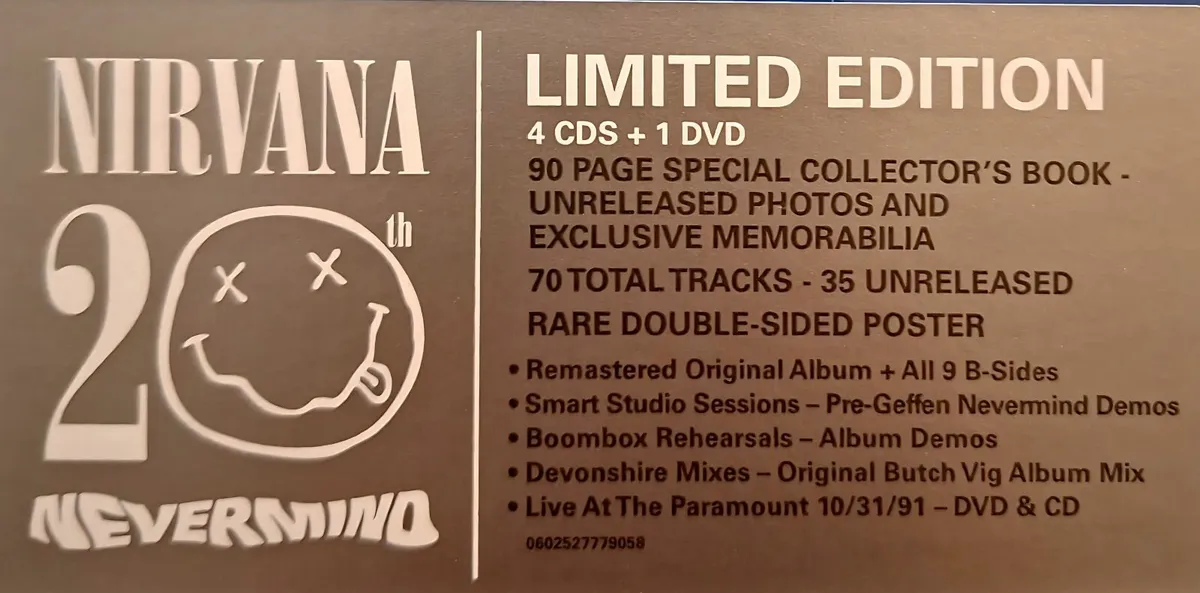 NIRVANA
20th
NEVERMIND
LIMITED EDITION
4 CDS + 1 DVD
90 PAGE SPECIAL COLLECTOR'S BOOK -
UNRELEASED PHOTOS AND
EXCLUSIVE MEMORABILIA
70 TOTAL TRACKS - 35 UNRELEASED
RARE DOUBLE-SIDED POSTER
• Remastered Original Album + All 9 B-Sides
• Smart Studio Sessions – Pre-Geffen Nevermind Demos
• Boombox Rehearsals – Album Demos
• Devonshire Mixes – Original Butch Vig Album Mix
• Live At The Paramount 10/31/91 – DVD & CD
0602527779058